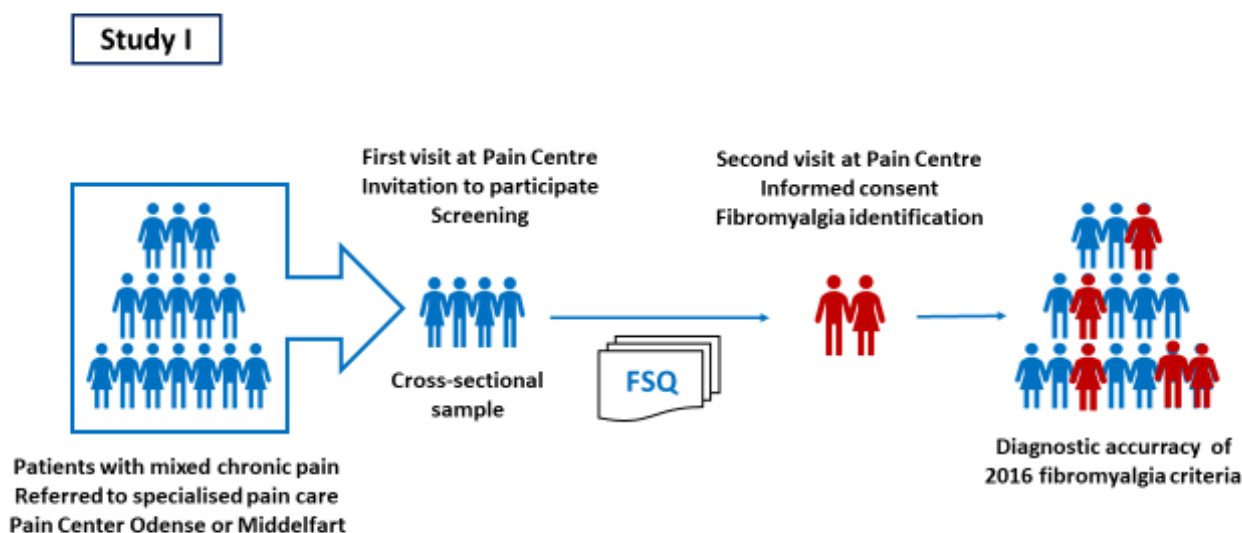 Study I
First visit at Pain Centre
Invitation to participate
Screening
Second visit at Pain Centre
Informed consent
Fibromyalgia identification
FSQ
Cross-sectional
sample
Patients with mixed chronic pain
Referred to specialised pain care
Pain Center Odense or Middelfart
Diagnostic accurracy of
2016 fibromyalgia criteria